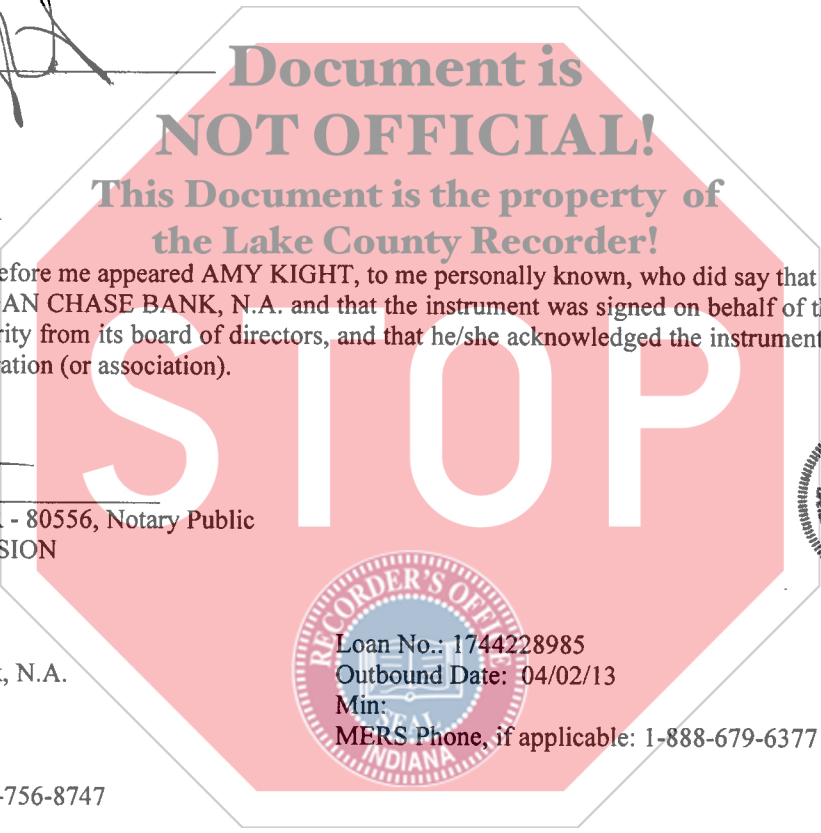 Document is
NOT OFFICIAL!
This Document is the property of
the Lake County Recorder!
efore me appeared AMY KIGHT, to me personally known, who did say that
AN CHASE BANK, N.A. and that the instrument was signed on behalf of t
rity from its board of directors, and that he/she acknowledged the instrument
ation (or association).
STOP
- 80556, Notary Public
SION
RECORDER'S OFFICE
Loan No.: 1744228985
, N.A.
Outbound Date: 04/02/13
Min:
SEAL
MERS Phone, if applicable: 1-888-679-6377
INDIANA
-756-8747